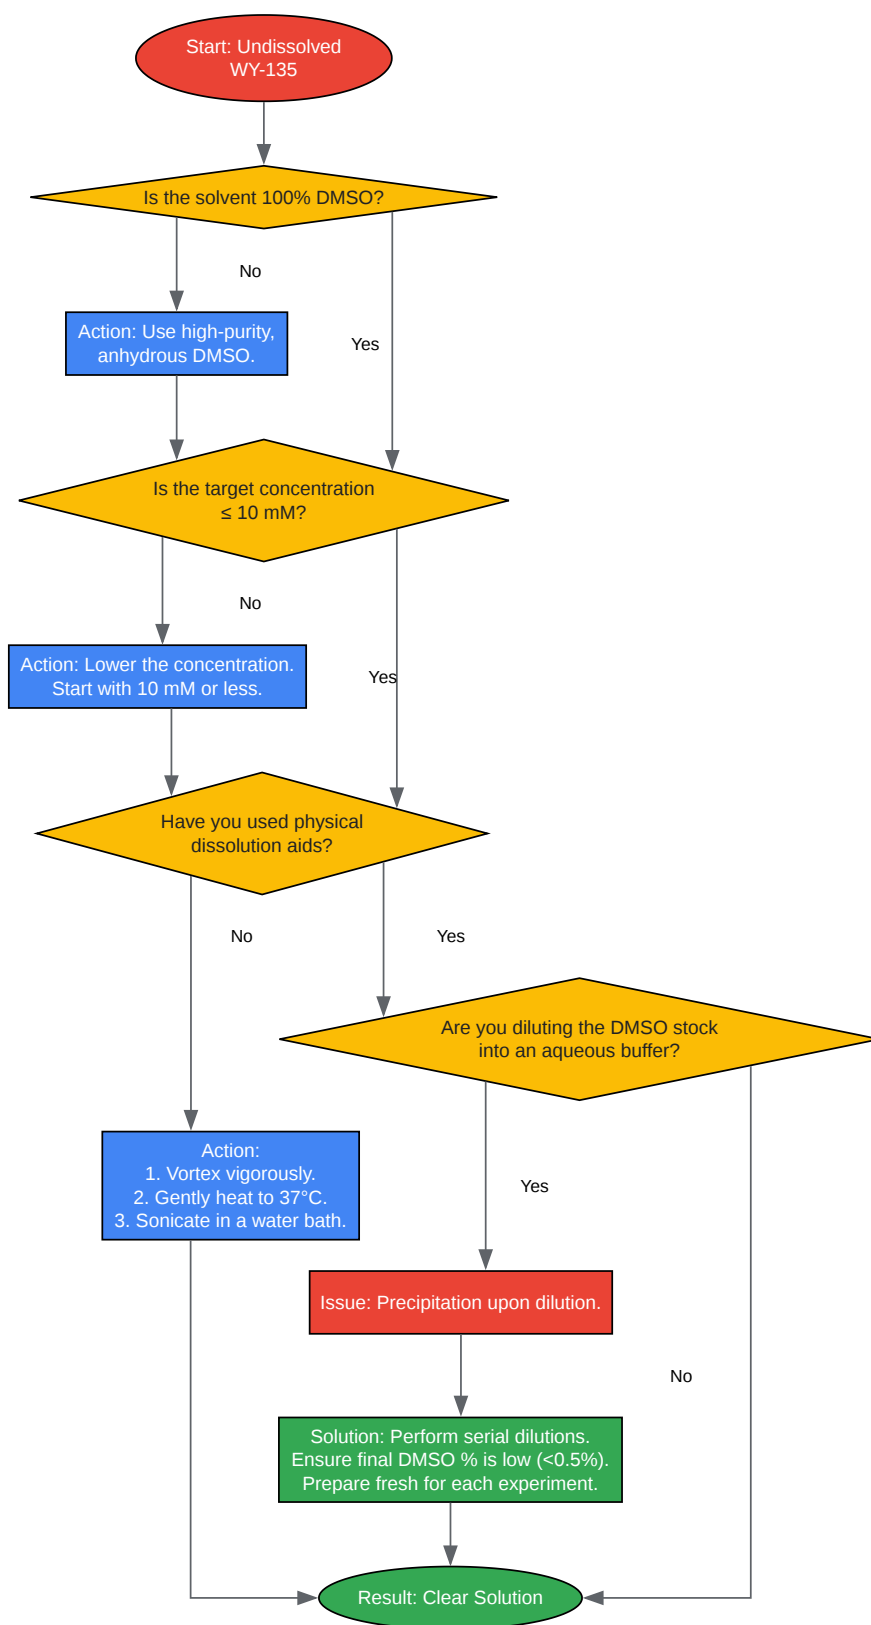 Start: Undissolved
WY-135
Is the solvent 100% DMSO?
No
Action: Use high-purity,
anhydrous DMSO.
Yes
Is the target concentration
≤ 10 mM?
No
Action: Lower the concentration.
Start with 10 mM or less.
Yes
Have you used physical
dissolution aids?
No
Yes
Are you diluting the DMSO stock
into an aqueous buffer?
Action:
1. Vortex vigorously.
2. Gently heat to 37°C.
3. Sonicate in a water bath.
Yes
Issue: Precipitation upon dilution.
No
Solution: Perform serial dilutions.
Ensure final DMSO % is low (<0.5%).
Prepare fresh for each experiment.
Result: Clear Solution